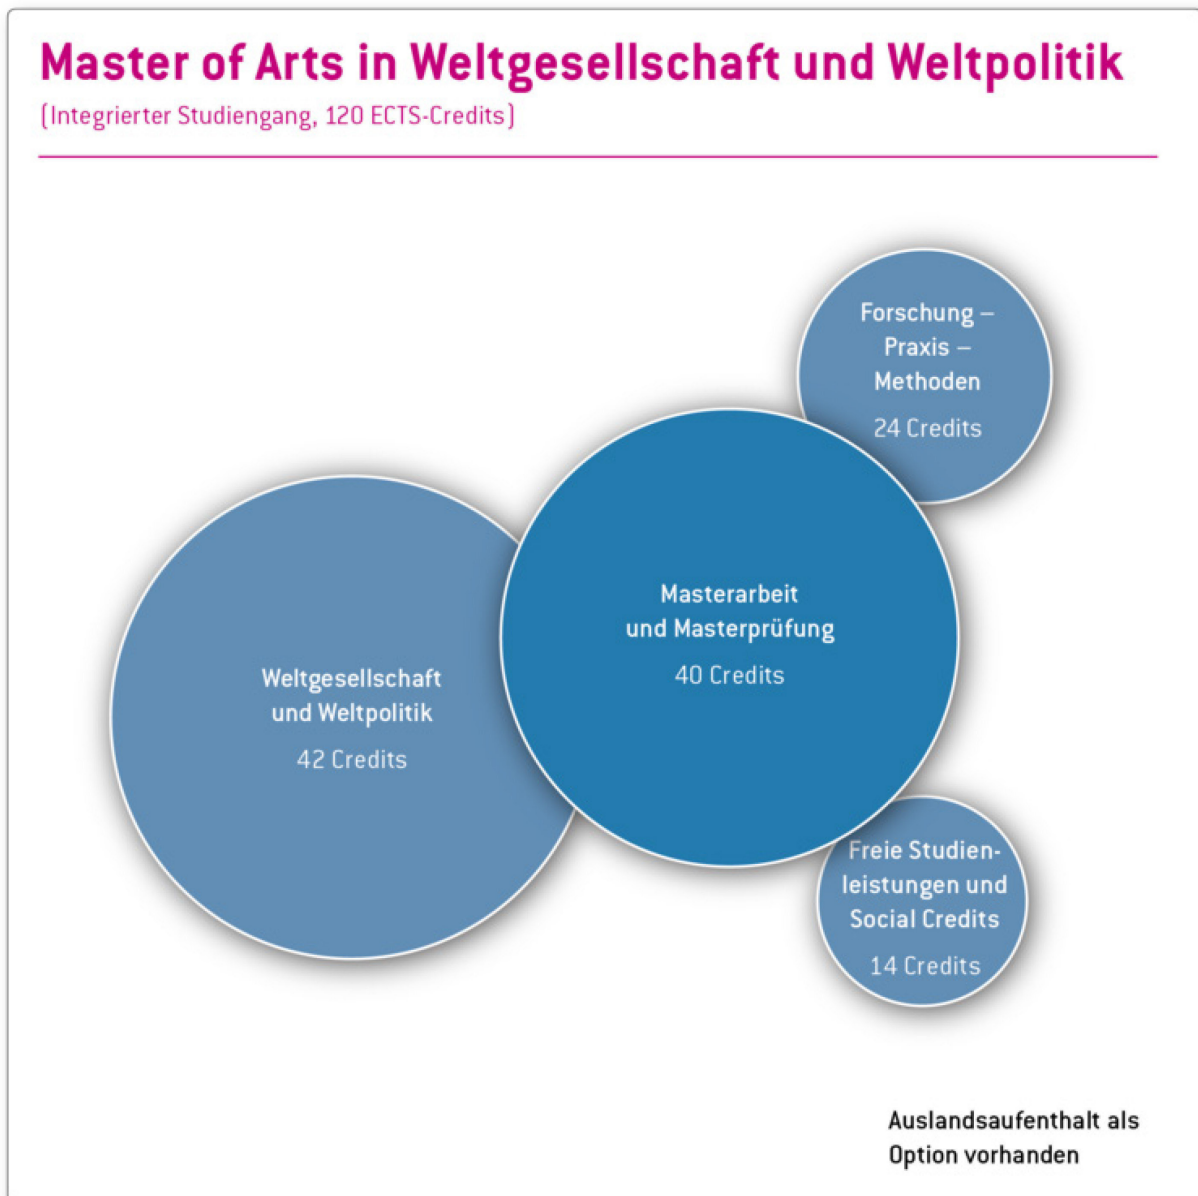 Master of Arts in Weltgesellschaft und Weltpolitik
(Integrierter Studiengang, 120 ECTS-Credits)
Forschung –
Praxis –
Methoden
24 Credits
Masterarbeit
und Masterprüfung
40 Credits
Weltgesellschaft
und Weltpolitik
42 Credits
Freie Studien-
leistungen und
Social Credits
14 Credits
Auslandsaufenthalt als
Option vorhanden